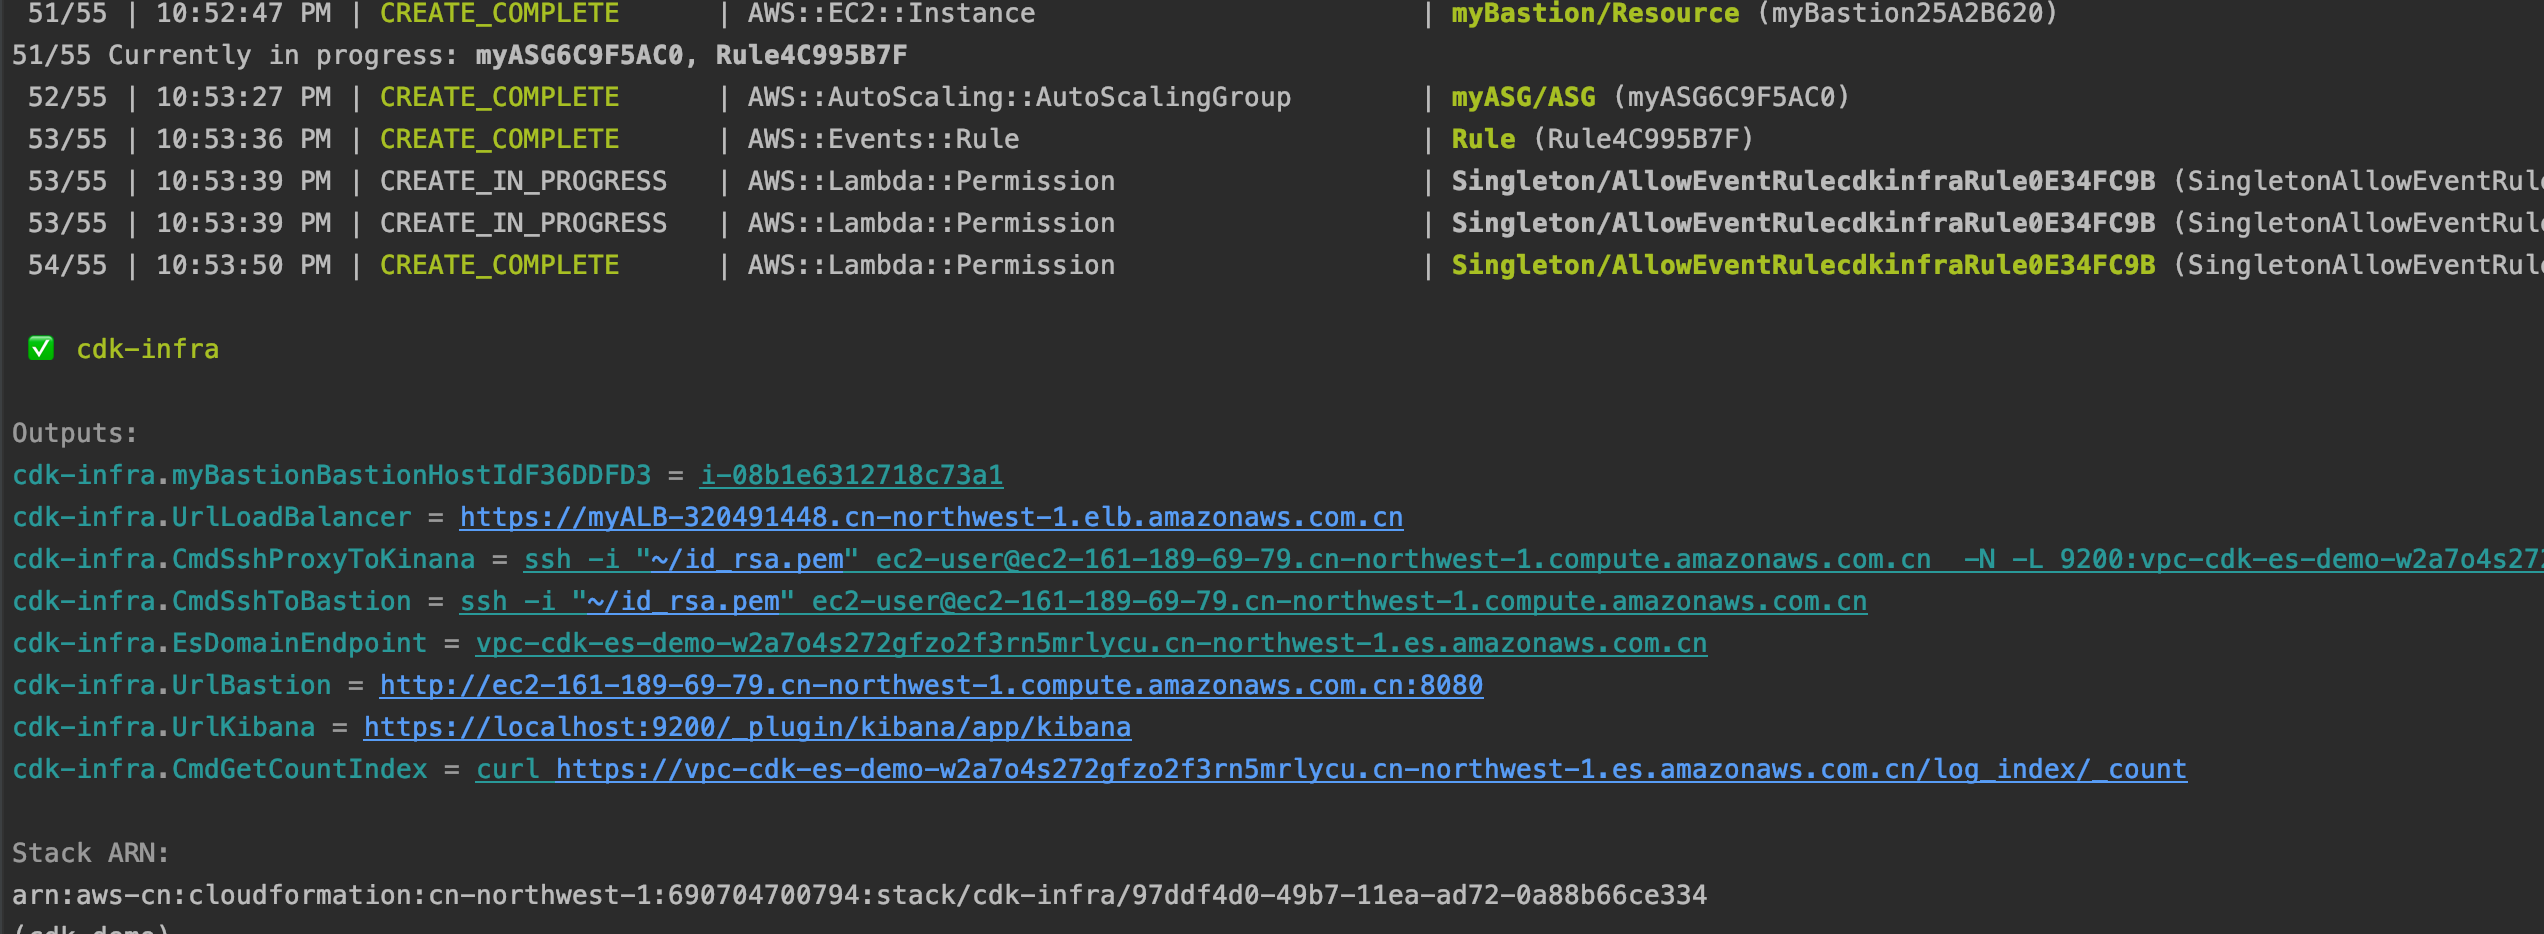 51/55 | 10:52:47 PM | CREATE_COMPLETE | AWS::EC2::Instance | myBastion/Resource (myBastion25A2B620)
51/55 Currently in progress: myASG6C9F5AC0, Rule4C995B7F
52/55 | 10:53:27 PM | CREATE_COMPLETE | AWS::AutoScaling::AutoScalingGroup | myASG/ASG (myASG6C9F5AC0)
53/55 | 10:53:36 PM | CREATE_COMPLETE | AWS::Events::Rule | Rule (Rule4C995B7F)
53/55 | 10:53:39 PM | CREATE_IN_PROGRESS | AWS::Lambda::Permission | Singleton/AllowEventRulecdkinfraRule0E34FC9B (SingletonAllowEventRul
53/55 | 10:53:39 PM | CREATE_IN_PROGRESS | AWS::Lambda::Permission | Singleton/AllowEventRulecdkinfraRule0E34FC9B (SingletonAllowEventRul
54/55 | 10:53:50 PM | CREATE_COMPLETE | AWS::Lambda::Permission | Singleton/AllowEventRulecdkinfraRule0E34FC9B (SingletonAllowEventRul
✅ cdk-infra
Outputs:
cdk-infra.myBastionBastionHostIdF36DDFD3 = i-08b1e6312718c73a1
cdk-infra.UrlLoadBalancer = https://myALB-320491448.cn-northwest-1.elb.amazonaws.com.cn
cdk-infra.CmdSshProxyToKinana = ssh -i "~/id_rsa.pem" ec2-user@ec2-161-189-69-79.cn-northwest-1.compute.amazonaws.com.cn -N -L 9200:vpc-cdk-es-demo-w2a7o4s272
cdk-infra.CmdSshToBastion = ssh -i "~/id_rsa.pem" ec2-user@ec2-161-189-69-79.cn-northwest-1.compute.amazonaws.com.cn
cdk-infra.EsDomainEndpoint = vpc-cdk-es-demo-w2a7o4s272gfzo2f3rn5mrlycu.cn-northwest-1.es.amazonaws.com.cn
cdk-infra.UrlBastion = http://ec2-161-189-69-79.cn-northwest-1.compute.amazonaws.com.cn:8080
cdk-infra.UrlKibana = https://localhost:9200/_plugin/kibana/app/kibana
cdk-infra.CmdGetCountIndex = curl https://vpc-cdk-es-demo-w2a7o4s272gfzo2f3rn5mrlycu.cn-northwest-1.es.amazonaws.com.cn/log_index/_count
Stack ARN:
arn:aws-cn:cloudformation:cn-northwest-1:690704700794:stack/cdk-infra/97ddf4d0-49b7-11ea-ad72-0a88b66ce334